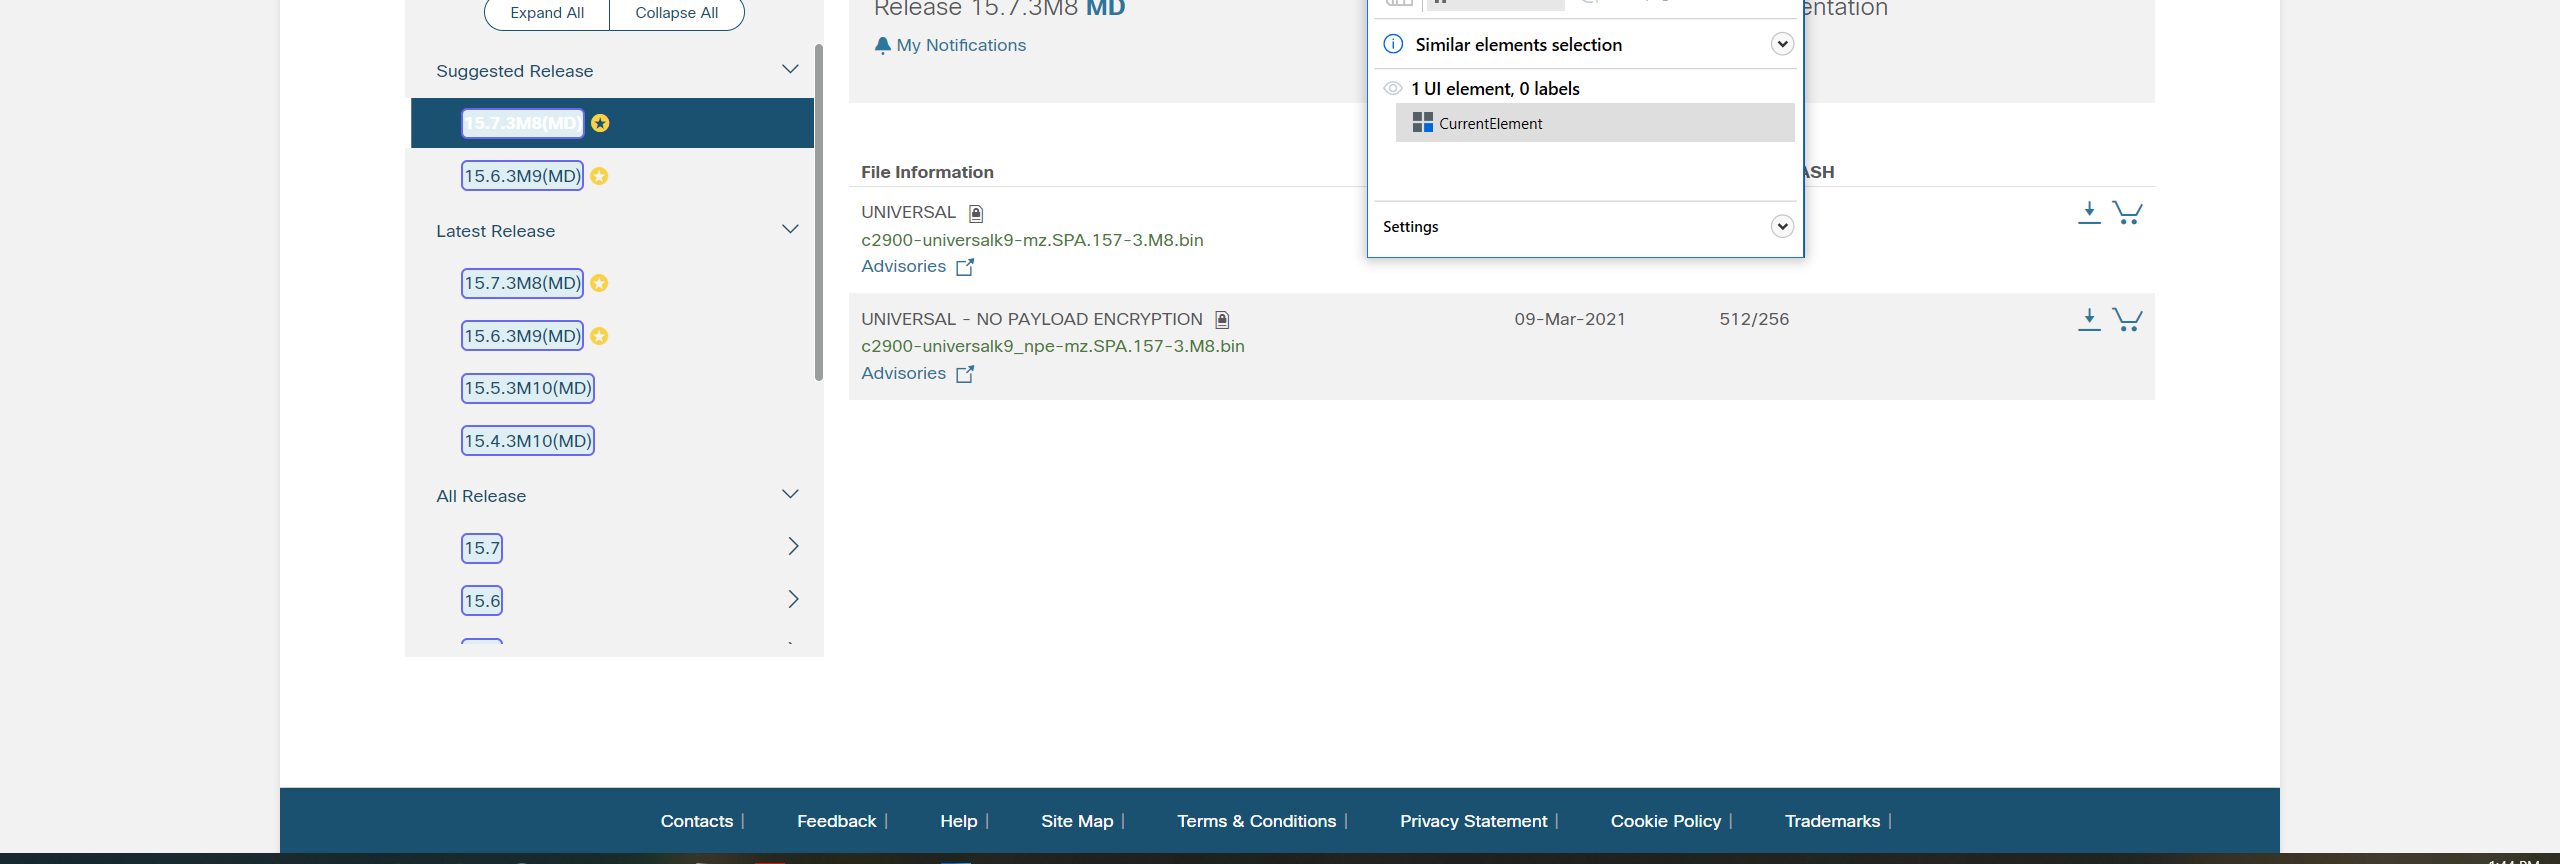 Expand All
Collapse All
Suggested Release
15.7.3M8(MD)
15.6.3M9(MD)
Latest Release
15.7.3M8(MD)
15.6.3M9(MD)
15.5.3M10(MD)
15.4.3M10(MD)
All Release
15.7
15.6
Release 15.7.3M8 MD
My Notifications
File Information
UNIVERSAL
c2900-universalk9-mz.SPA.157-3.M8.bin
Advisories
UNIVERSAL - NO PAYLOAD ENCRYPTION
09-Mar-2021
512/256
c2900-universalk9_npe-mz.SPA.157-3.M8.bin
Advisories
entation
ASH
Similar elements selection
1 UI element, 0 labels
CurrentElement
Settings
Contacts |
Feedback |
Help |
Site Map |
Terms & Conditions |
Privacy Statement |
Cookie Policy |
Trademarks |